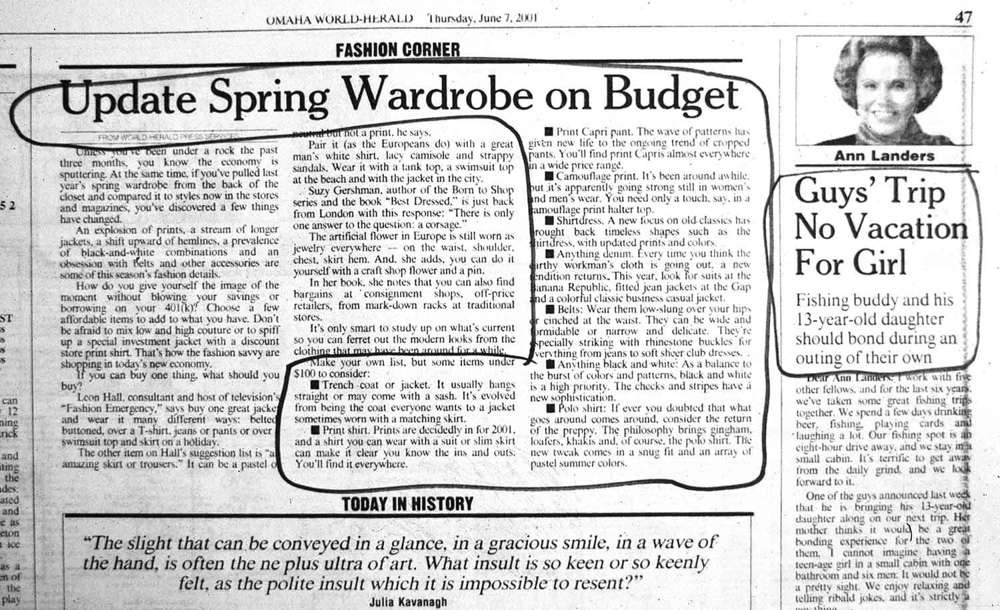 OMAHA WORLD-HERALD Thursday, June 7, 2001
47
FASHION CORNER
Update Spring Wardrobe on Budget
FROM WORLD-HERALD PRESS SERVICES
Unless you've been under a rock the past
three months, you know the economy is
sputtering. At the same time, if you've pulled last
year's spring wardrobe from the back of the
closet and compared it to styles now in the stores
and magazines, you've discovered a few things
have changed.
An explosion of prints, a stream of longer
jackets, a shift upward of hemlines, a prevalence
of black-and-white combinations and an
obsession with belts and other accessories are
some of this season's fashion details.
How do you give yourself the image of the
moment without blowing your savings or
borrowing on your 401(k)? Choose a few
affordable items to add to what you have. Don't
be afraid to mix low and high couture or to spiff
up a special investment jacket with a discount
store print shirt. That's how the fashion savvy are
shopping in today's new economy.
If you can buy one thing, what should you
buy?
Leon Hall, consultant and host of television's
"Fashion Emergency," says buy one great jacket
and wear it many different ways: belted
buttoned, over a T-shirt, jeans or pants or over
swimsuit top and skirt on a holiday.
The other item on Hall's suggestion list is "a
amazing skirt or trousers." It can be a pastel o
neutral but not a print, he says.
Pair it (as the Europeans do) with a great
man's white shirt, lacy camisole and strappy
sandals. Wear it with a tank top, a swimsuit top
at the beach and with the jacket in the city.
Suzy Gershman, author of the Born to Shop
series and the book "Best Dressed," is just back
from London with this response: "There is only
one answer to the question: a corsage."
The artificial flower in Europe is still worn as
jewelry everywhere — on the waist, shoulder,
chest, skirt hem. And, she adds, you can do it
yourself with a craft shop flower and a pin.
In her book, she notes that you can also find
bargains at consignment shops, off-price
retailers, from mark-down racks at traditional
stores.
It's only smart to study up on what's current
so you can ferret out the modern looks from the
clothing that may have been around for a while.
Make your own list, but some items under
$100 to consider:
■ Trench coat or jacket. It usually hangs
straight or may come with a sash. It's evolved
from being the coat everyone wants to a jacket
sometimes worn with a matching skirt.
■ Print shirt. Prints are decidedly in for 2001,
and a shirt you can wear with a suit or slim skirt
can make it clear you know the ins and outs.
You'll find it everywhere.
■ Print Capri pant. The wave of patterns has
given new life to the ongoing trend of cropped
pants. You'll find print Capris almost everywhere
in a wide price range.
■ Camouflage print. It's been around awhile,
but it's apparently going strong still in women's
and men's wear. You need only a touch, say, in a
camouflage print halter top.
■ Shirtdress. A new focus on old classics has
rought back timeless shapes such as the
hirtdress, with updated prints and colors.
■ Anything denim. Every time you think the
arthy workman's cloth is going out, a new
endition returns. This year, look for suits at the
anana Republic, fitted jean jackets at the Gap
and a colorful classic business casual jacket.
■ Belts: Wear them low-slung over your hips
or cinched at the waist. They can be wide and
ormidable or narrow and delicate. They're
specially striking with rhinestone buckles for
verything from jeans to soft sheer club dresses.
■ Anything black and white: As a balance to
the burst of colors and patterns, black and white
is a high priority. The checks and stripes have a
new sophistication.
■ Polo shirt: If ever you doubted that what
goes around comes around, consider the return
of the preppy. The philosophy brings gingham,
loafers, khakis and, of course, the polo shirt. The
new tweak comes in a snug fit and an array of
pastel summer colors.
TODAY IN HISTORY
"The slight that can be conveyed in a glance, in a gracious smile, in a wave of
the hand, is often the ne plus ultra of art. What insult is so keen or so keenly
felt, as the polite insult which it is impossible to resent?"
Julia Kavanagh
Ann Landers
Guys' Trip
No Vacation
For Girl
Fishing buddy and his
13-year-old daughter
should bond during an
outing of their own
Dear Ann Landers: I work with five
other fellows, and for the last six years,
we've taken some great fishing trips
together. We spend a few days drinking
beer, fishing, playing cards and
laughing a lot. Our fishing spot is an
eight-hour drive away, and we stay in a
small cabin. It's terrific to get away
from the daily grind, and we look
forward to it.
One of the guys announced last week
that he is bringing his 13-year-old
daughter along on our next trip. Her
mother thinks it would be a great
bonding experience for the two of
them. I cannot imagine having a
teen-age girl in a small cabin with one
bathroom and six men. It would not be
a pretty sight. We enjoy relaxing and
telling ribald jokes, and it's strictly a
5 2
ST
can
12
ning
rick
and
ting
the
des:
ated
and
e as
eton
ice
as a
en of
the
play